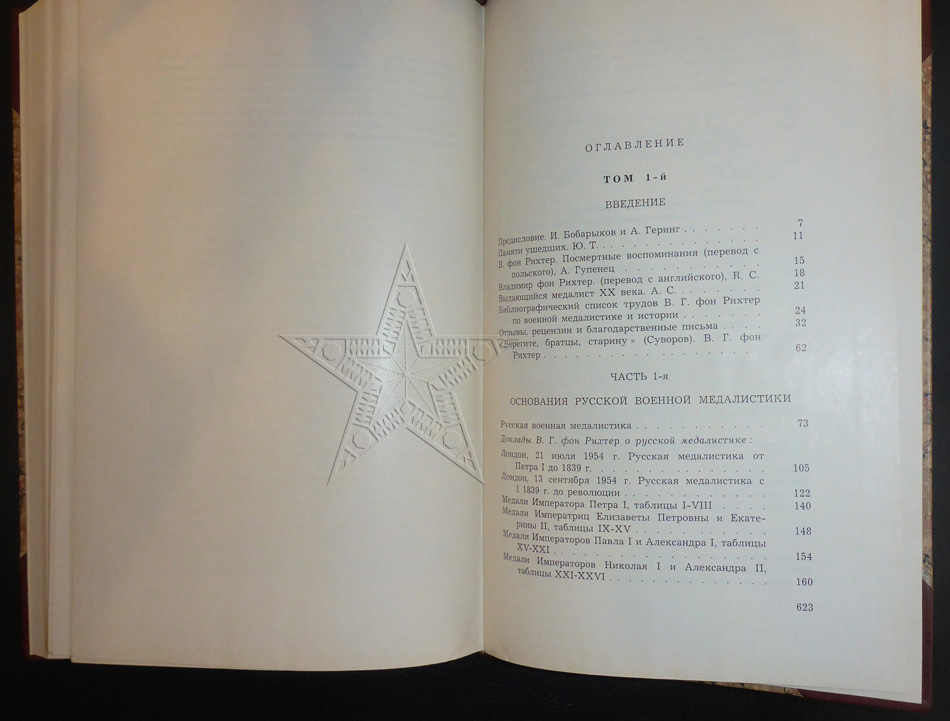 ОГЛАВЛЕНИЕ
ТОМ 1-й
ВВЕДЕНИЕ
Предисловие. И. Бобарыков и А. Геринг . . . . . . . 7
Памяти ушедших. Ю. Т. . . . . . . . . . . . . 11
В. фон Рихтер. Посмертные воспоминания (перевод с
польского), А. Гупенец . . . . . . . . . . . 15
Владимир фон Рихтер. (перевод с английского), R. C. 18
Выдающийся медалист XX века. А. С. . . . . . . . 21
Библиографический список трудов В. Г. фон Рихтер
по военной медалистике и истории . . . . . . . 24
Отзывы, рецензии и благодарственные письма . . . . 32
«Берегите, братцы, старину» (Суворов). В. Г. фон
Рихтер . . . . . . . . . . . . . . . . . 62
ЧАСТЬ 1-я
ОСНОВАНИЯ РУССКОЙ ВОЕННОЙ МЕДАЛИСТИКИ
Русская военная медалистика . . . . . . . . . . 73
Доклады В. Г. фон Рихтер о русской медалистике:
Лондон, 21 июля 1954 г. Русская медалистика от
Петра I до 1839 г. . . . . . . . . . . . . . 105
Лондон, 13 сентября 1954 г. Русская медалистика с
1 1839 г. до революции . . . . . . . . . . . 122
Медали Императора Петра I, таблицы I-VIII . . . . 140
Медали Императриц Елизаветы Петровны и Екате-
рины II, таблицы IX-XV . . . . . . . . . . 148
Медали Императоров Павла I и Александра I, таблицы
XV-XXI . . . . . . . . . . . . . . . . . 154
Медали Императоров Николая I и Александра II,
таблицы XXI-XXVI . . . . . . . . . . . . . 160
623